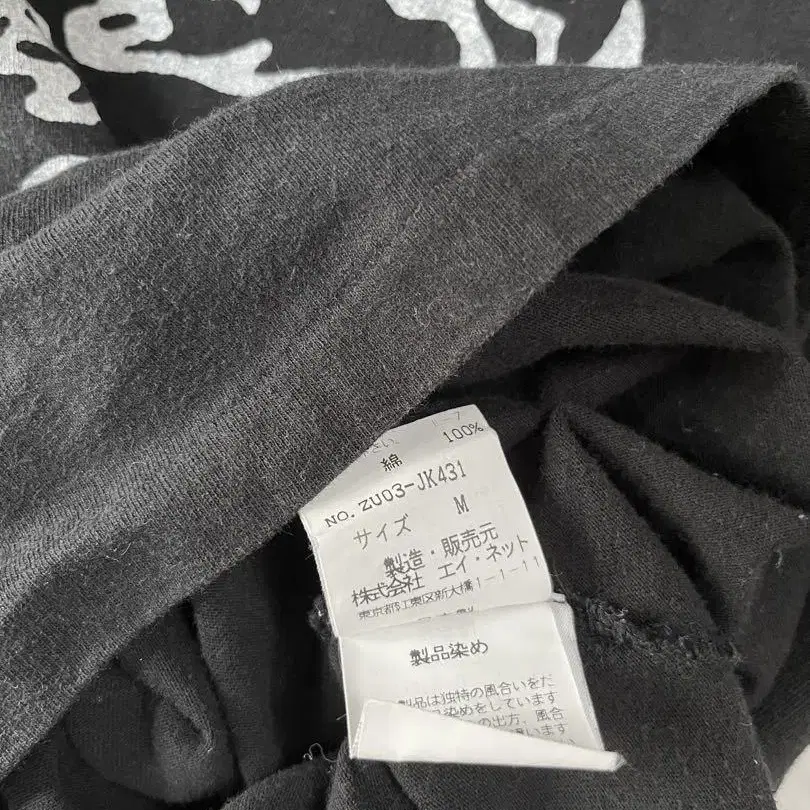 100%
綿
NO. ZU03-JK431
サイズ M
製造・販売元
株式会社 エイ・ネット
東京都江東区新大橋1-1-11
製品染め
製品は独特の風合いをだ
染めをしています
の出方、風合